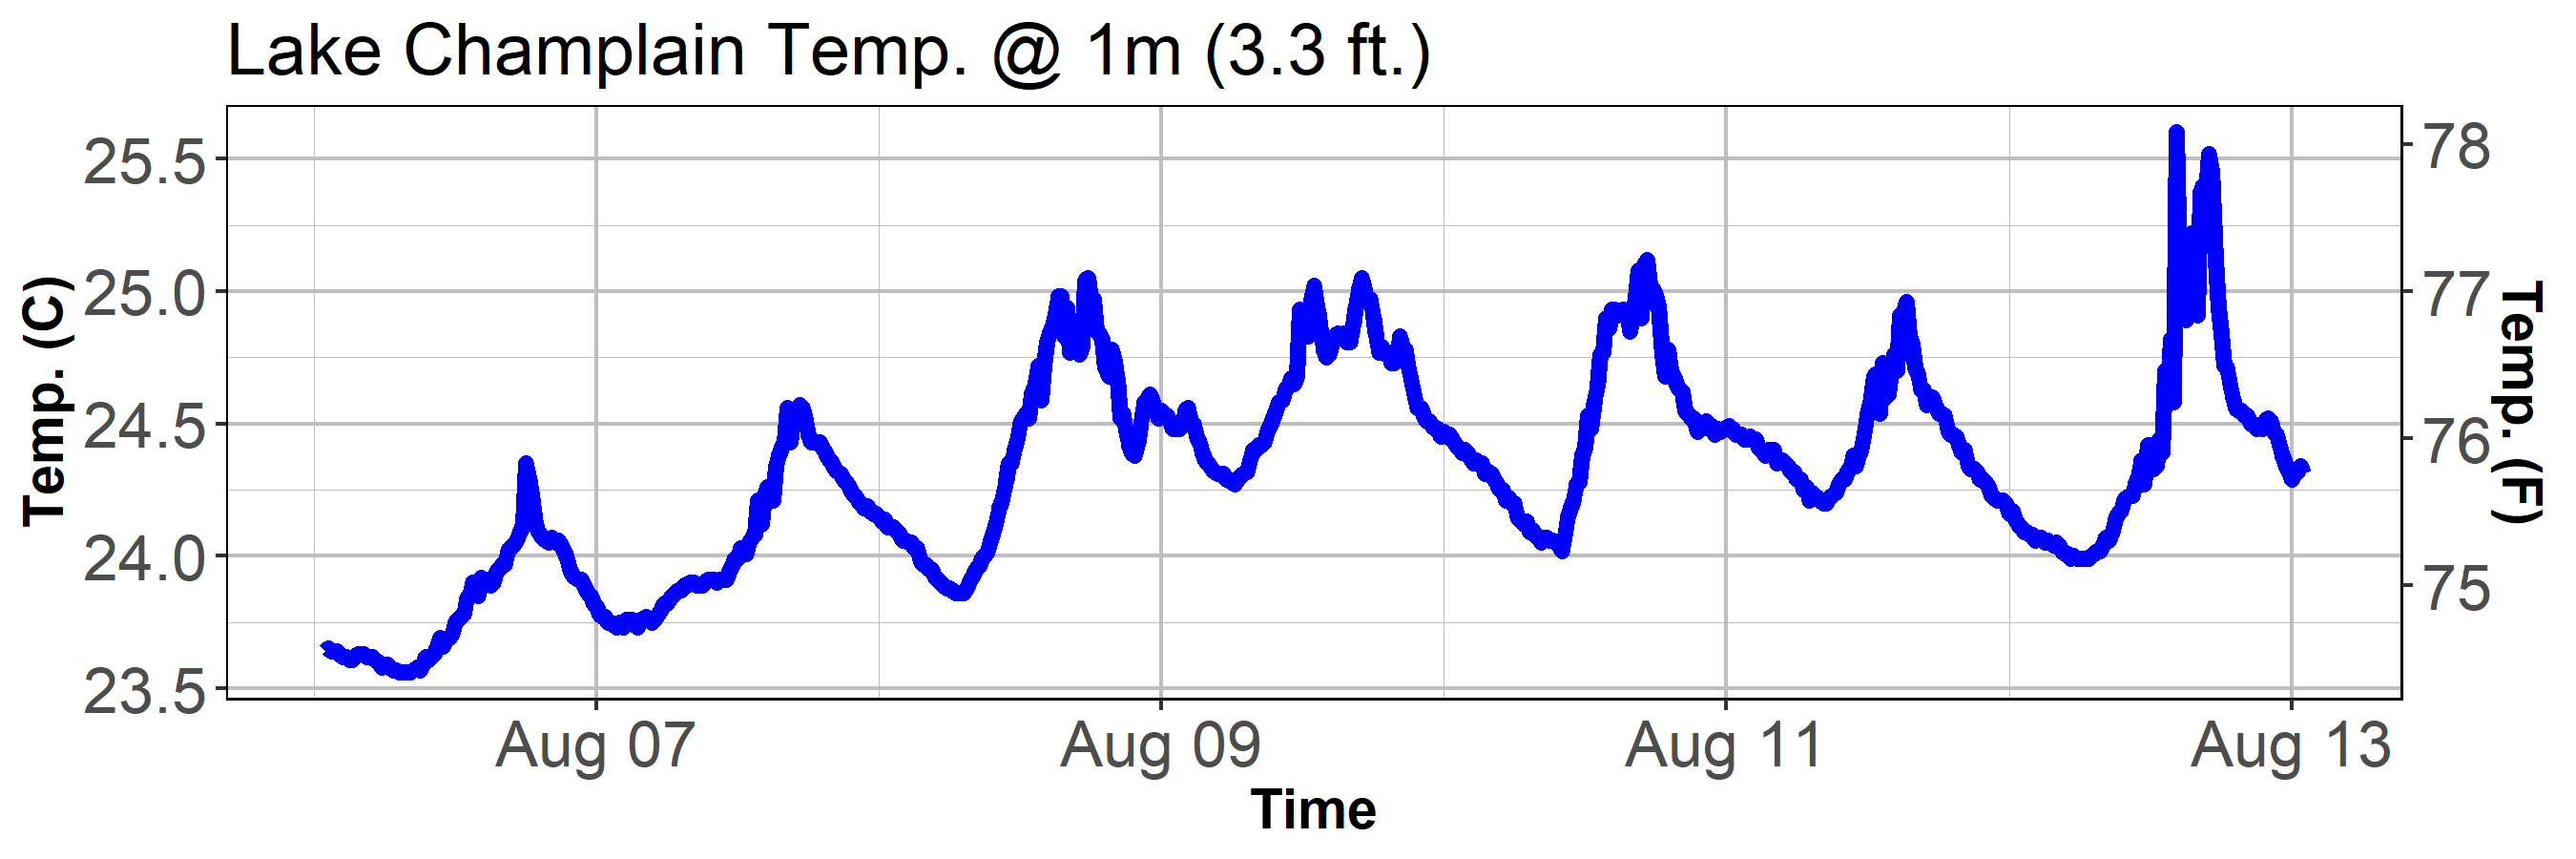 Lake Champlain Temp. @ 1m (3.3 ft.)
Temp. (C)
25.5
25.0
24.5
24.0
23.5
78
77
76
75
Temp. (F)
Aug 07
Aug 09
Aug 11
Aug 13
Time